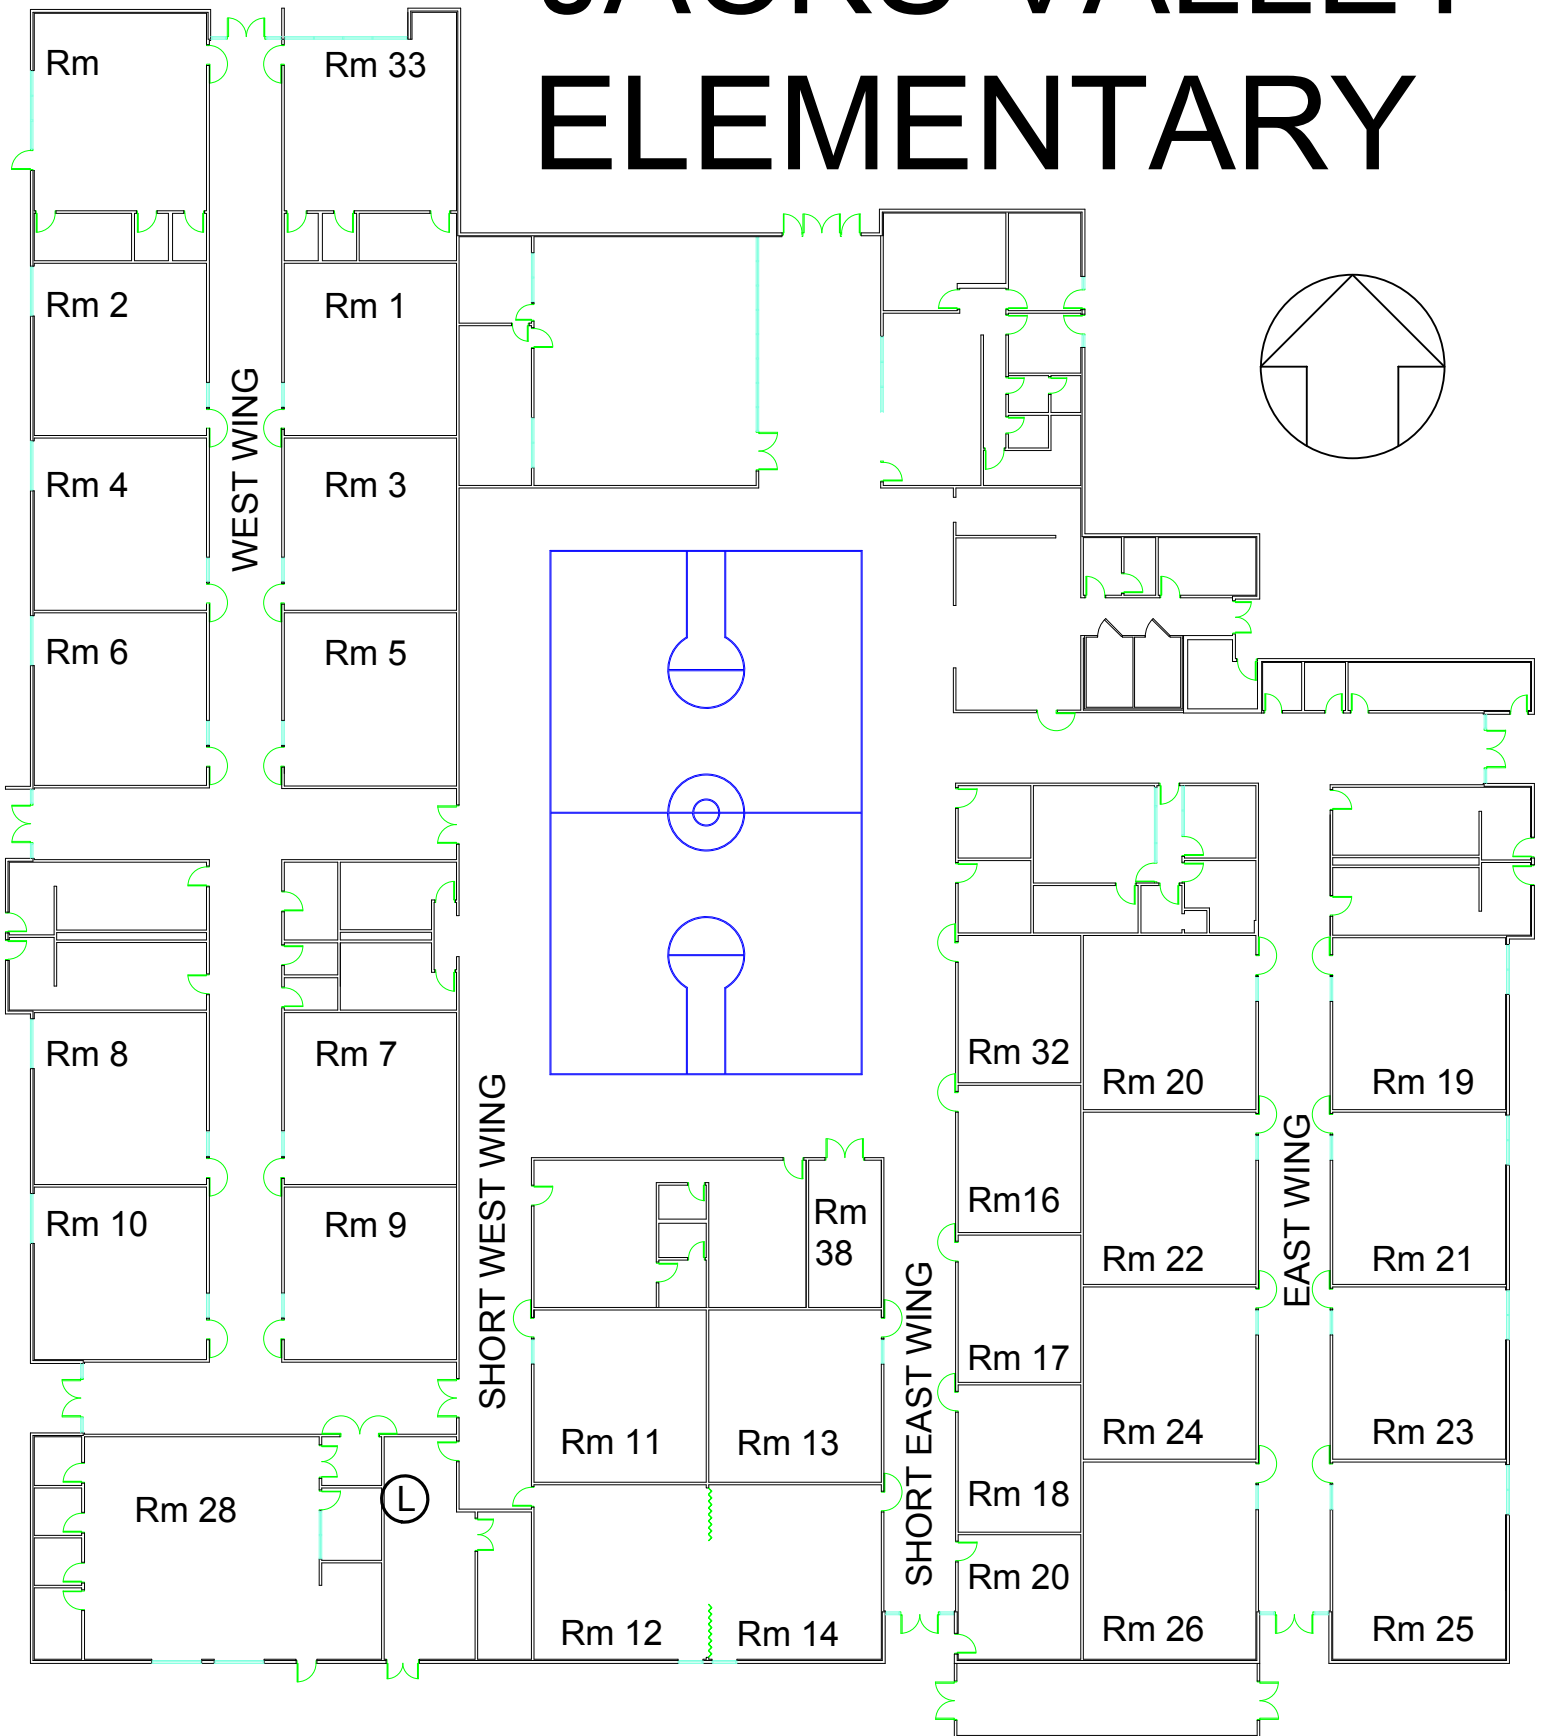 JACKS VALLEY
ELEMENTARY
Rm
Rm 33
Rm 2
Rm 1
WEST WING
Rm 4
Rm 3
Rm 6
Rm 5
Rm 8
Rm 7
Rm 32
Rm 20
Rm 19
Rm 10
Rm 9
SHORT WEST WING
Rm
38
Rm16
Rm 22
EAST WING
Rm 21
Rm 17
SHORT EAST WING
Rm 11
Rm 13
Rm 24
Rm 23
Rm 28
L
Rm 18
Rm 20
Rm 12
Rm 14
Rm 26
Rm 25